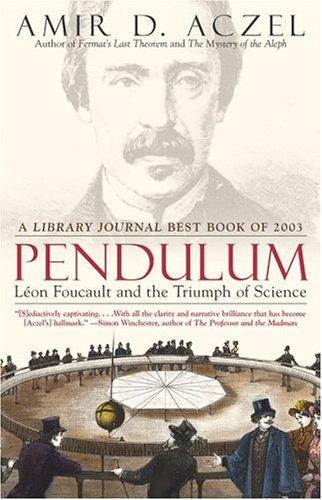 AMIR D. ACZEL
Author of Fermat's Last Theorem and The Mystery of the Aleph
A LIBRARY JOURNAL BEST BOOK OF 2003
PENDULUM
Léon Foucault and the Triumph of Science
"[S]eductively captivating. . . .With all the clarity and narrative brilliance that has become
[Aczel's] hallmark." —Simon Winchester, author of The Professor and the Madman